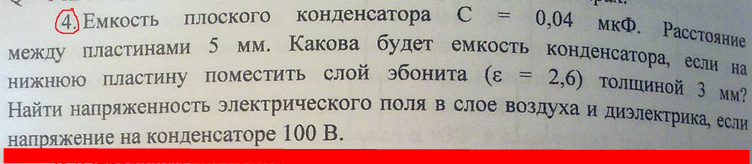 4. Емкость плоского конденсатора С = 0,04 мкФ. Расстояние
между пластинами 5 мм. Какова будет емкость конденсатора, если на
нижнюю пластину поместить слой эбонита (ε = 2,6) толщиной 3 мм?
Найти напряженность электрического поля в слое воздуха и диэлектрика, если
напряжение на конденсаторе 100 В.